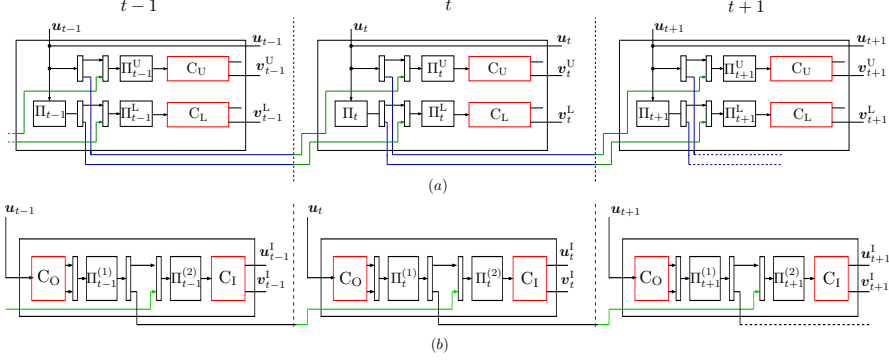 t − 1 t t + 1
u_{t−1} u_t u_{t+1}
u_{t−1} u_t u_{t+1}
Π^U_{t−1} C_U v^U_{t−1} Π^U_t C_U v^U_t Π^U_{t+1} C_U v^U_{t+1}
Π_{t−1} Π^L_{t−1} C_L v^L_{t−1} Π_t Π^L_t C_L v^L_t Π_{t+1} Π^L_{t+1} C_L v^L_{t+1}
(a)
u_{t−1} u_t u_{t+1}
u^I_{t−1} u^I_t u^I_{t+1}
C_O Π^{(1)}_{t−1} Π^{(2)}_{t−1} C_I v^I_{t−1} C_O Π^{(1)}_t Π^{(2)}_t C_I v^I_t C_O Π^{(1)}_{t+1} Π^{(2)}_{t+1} C_I v^I_{t+1}
(b)